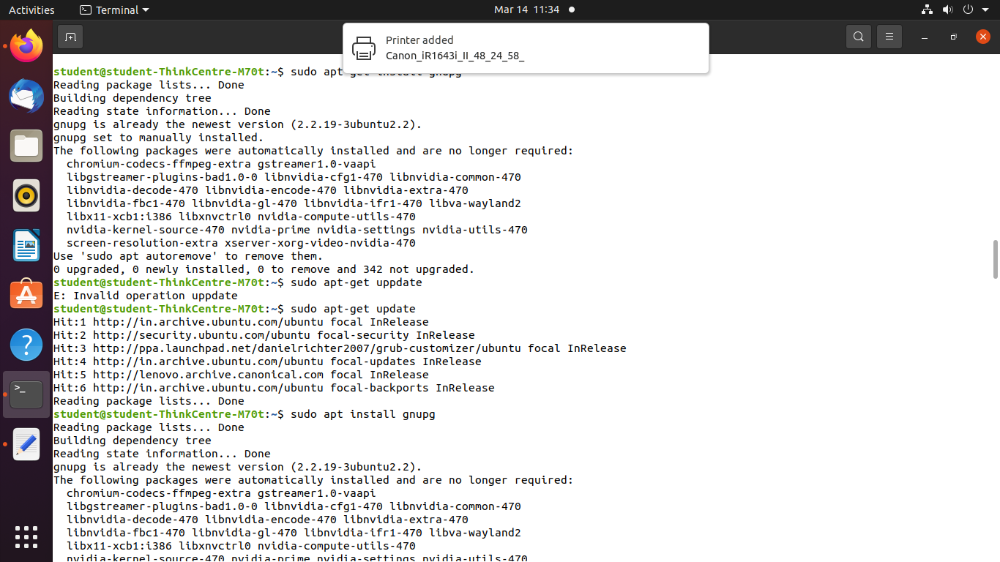 Activities
Terminal
Mar 14 11:34
Printer added
Canon_iR1643i_II_48_24_58_
student@student-ThinkCentre-M70t:~$ sudo apt-get install gnupg
Reading package lists... Done
Building dependency tree
Reading state information... Done
gnupg is already the newest version (2.2.19-3ubuntu2.2).
gnupg set to manually installed.
The following packages were automatically installed and are no longer required:
chromium-codecs-ffmpeg-extra gstreamer1.0-vaapi
libgstreamer-plugins-bad1.0-0 libnvidia-cfg1-470 libnvidia-common-470
libnvidia-decode-470 libnvidia-encode-470 libnvidia-extra-470
libnvidia-fbc1-470 libnvidia-gl-470 libnvidia-ifr1-470 libva-wayland2
libx11-xcb1:i386 libxnvctrl0 nvidia-compute-utils-470
nvidia-kernel-source-470 nvidia-prime nvidia-settings nvidia-utils-470
screen-resolution-extra xserver-xorg-video-nvidia-470
Use 'sudo apt autoremove' to remove them.
0 upgraded, 0 newly installed, 0 to remove and 342 not upgraded.
student@student-ThinkCentre-M70t:~$ sudo apt-get uppdate
E: Invalid operation uppdate
student@student-ThinkCentre-M70t:~$ sudo apt-get update
Hit:1 http://in.archive.ubuntu.com/ubuntu focal InRelease
Hit:2 http://security.ubuntu.com/ubuntu focal-security InRelease
Hit:3 http://ppa.launchpad.net/danielrichter2007/grub-customizer/ubuntu focal InRelease
Hit:4 http://in.archive.ubuntu.com/ubuntu focal-updates InRelease
Hit:5 http://lenovo.archive.canonical.com focal InRelease
Hit:6 http://in.archive.ubuntu.com/ubuntu focal-backports InRelease
Reading package lists... Done
student@student-ThinkCentre-M70t:~$ sudo apt install gnupg
Reading package lists... Done
Building dependency tree
Reading state information... Done
gnupg is already the newest version (2.2.19-3ubuntu2.2).
The following packages were automatically installed and are no longer required:
chromium-codecs-ffmpeg-extra gstreamer1.0-vaapi
libgstreamer-plugins-bad1.0-0 libnvidia-cfg1-470 libnvidia-common-470
libnvidia-decode-470 libnvidia-encode-470 libnvidia-extra-470
libnvidia-fbc1-470 libnvidia-gl-470 libnvidia-ifr1-470 libva-wayland2
libx11-xcb1:i386 libxnvctrl0 nvidia-compute-utils-470
nvidia-kernel-source-470 nvidia-prime nvidia-settings nvidia-utils-470